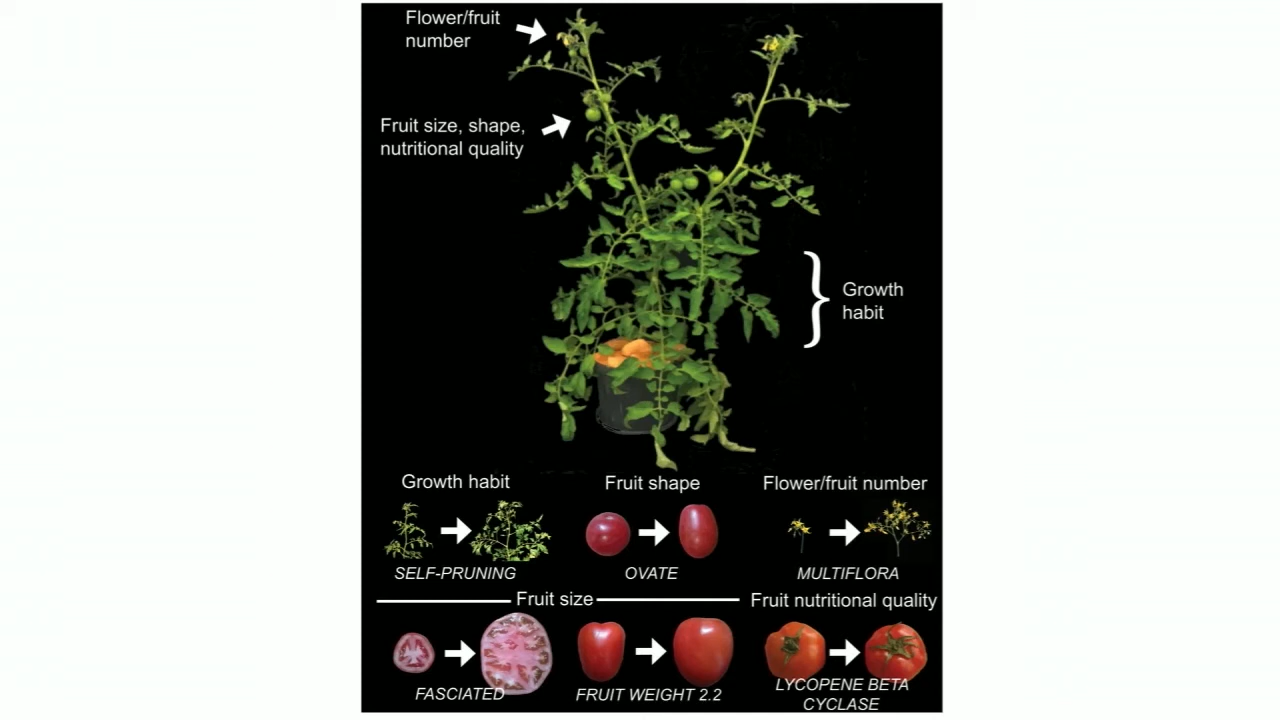 Flower/fruit
number
Fruit size, shape,
nutritional quality
Growth
habit
Growth habit
Fruit shape
Flower/fruit number
SELF-PRUNING
OVATE
MULTIFLORA
Fruit size
Fruit nutritional quality
FASCIATED
FRUIT WEIGHT 2.2
LYCOPENE BETA
CYCLASE